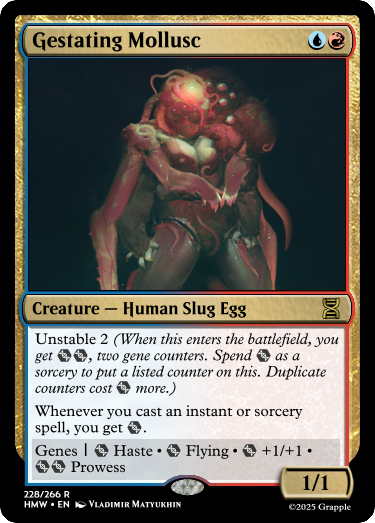 Gestating Mollusc
Creature — Human Slug Egg
Unstable 2 (When this enters the battlefield, you
get , two gene counters. Spend as a
sorcery to put a listed counter on this. Duplicate
counters cost more.)
Whenever you cast an instant or sorcery
spell, you get .
Genes | Haste • Flying • +1/+1 •
Prowess
1/1
228/266 R
HMW • EN Vladimir Matyukhin
©2025 Grapple